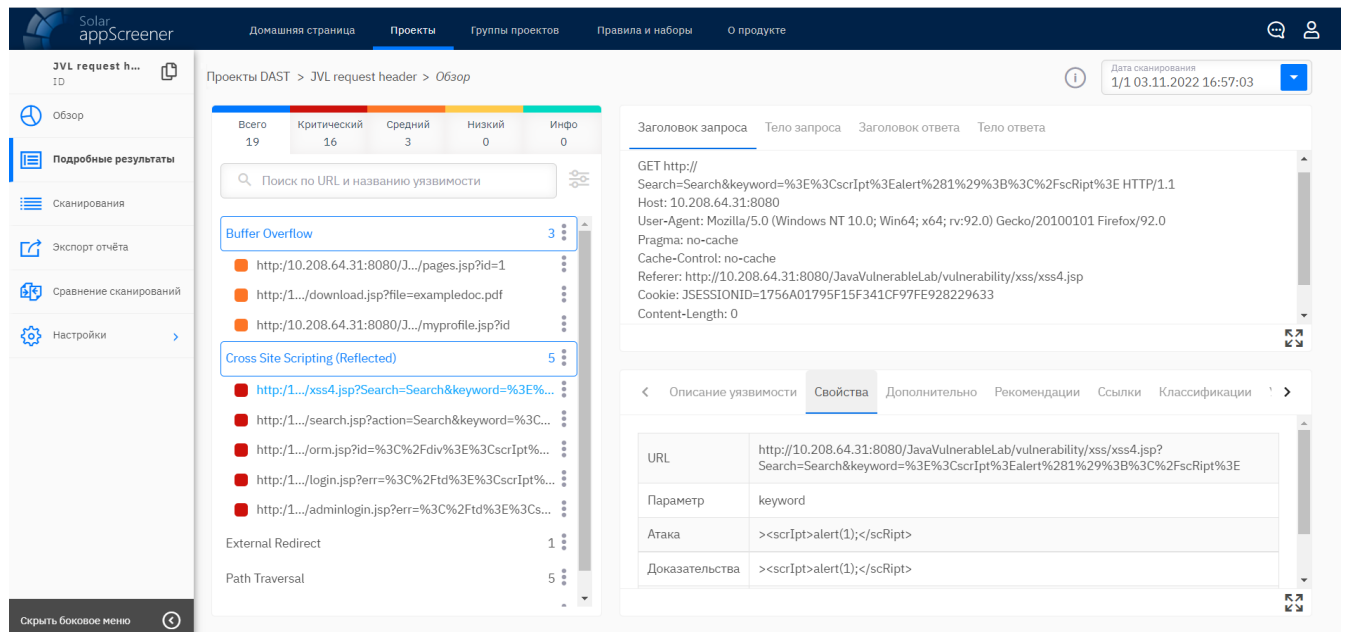 Solar
appScreener
Домашняя страница
Проекты
Группы проектов
Правила и наборы
О продукте
JVL request h...
ID
Обзор
Подробные результаты
Сканирования
Экспорт отчёта
Сравнение сканирований
Настройки
Скрыть боковое меню
Проекты DAST > JVL request header > Обзор
Дата сканирования
1/1 03.11.2022 16:57:03
Всего Критический Средний Низкий Инфо
19 16 3 0 0
Поиск по URL и названию уязвимости
Buffer Overflow 3
http:/10.208.64.31:8080/J.../pages.jsp?id=1
http:/1.../download.jsp?file=exampledoc.pdf
http:/10.208.64.31:8080/J.../myprofile.jsp?id
Cross Site Scripting (Reflected) 5
http:/1.../xss4.jsp?Search=Search&keyword=%3E%...
http:/1.../search.jsp?action=Search&keyword=%3C...
http:/1.../orm.jsp?id=%3C%2Fdiv%3E%3CscrIpt%...
http:/1.../login.jsp?err=%3C%2Ftd%3E%3CscrIpt%...
http:/1.../adminlogin.jsp?err=%3C%2Ftd%3E%3Cs...
External Redirect 1
Path Traversal 5
Заголовок запроса Тело запроса Заголовок ответа Тело ответа
GET http://
Search=Search&keyword=%3E%3CscrIpt%3Ealert%281%29%3B%3C%2FscRipt%3E HTTP/1.1
Host: 10.208.64.31:8080
User-Agent: Mozilla/5.0 (Windows NT 10.0; Win64; x64; rv:92.0) Gecko/20100101 Firefox/92.0
Pragma: no-cache
Cache-Control: no-cache
Referer: http://10.208.64.31:8080/JavaVulnerableLab/vulnerability/xss/xss4.jsp
Cookie: JSESSIONID=1756A01795F15F341CF97FE928229633
Content-Length: 0
Описание уязвимости Свойства Дополнительно Рекомендации Ссылки Классификации
URL
http://10.208.64.31:8080/JavaVulnerableLab/vulnerability/xss/xss4.jsp?
Search=Search&keyword=%3E%3CscrIpt%3Ealert%281%29%3B%3C%2FscRipt%3E
Параметр keyword
Атака ><scrIpt>alert(1);</scRipt>
Доказательства ><scrIpt>alert(1);</scRipt>